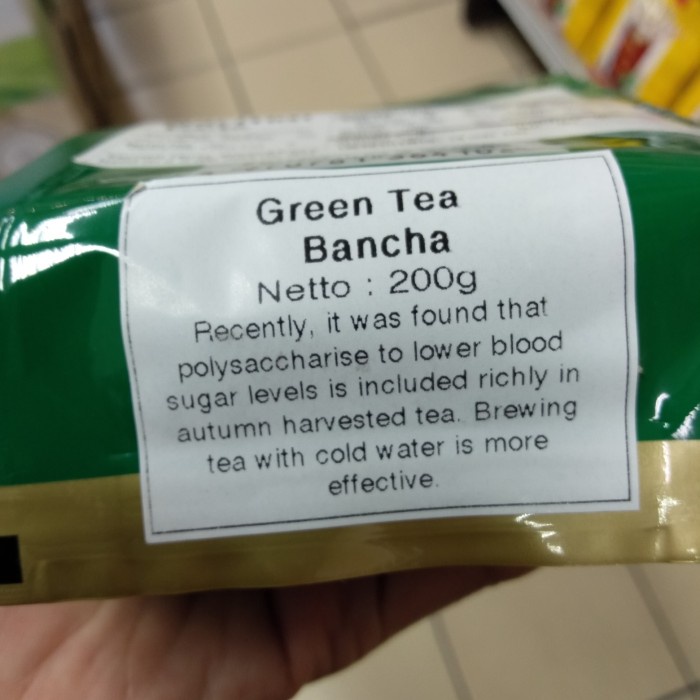 Green Tea
Bancha
Netto : 200g
Recently, it was found that
polysaccharise to lower blood
sugar levels is included richly in
autumn harvested tea. Brewing
tea with cold water is more
effective.